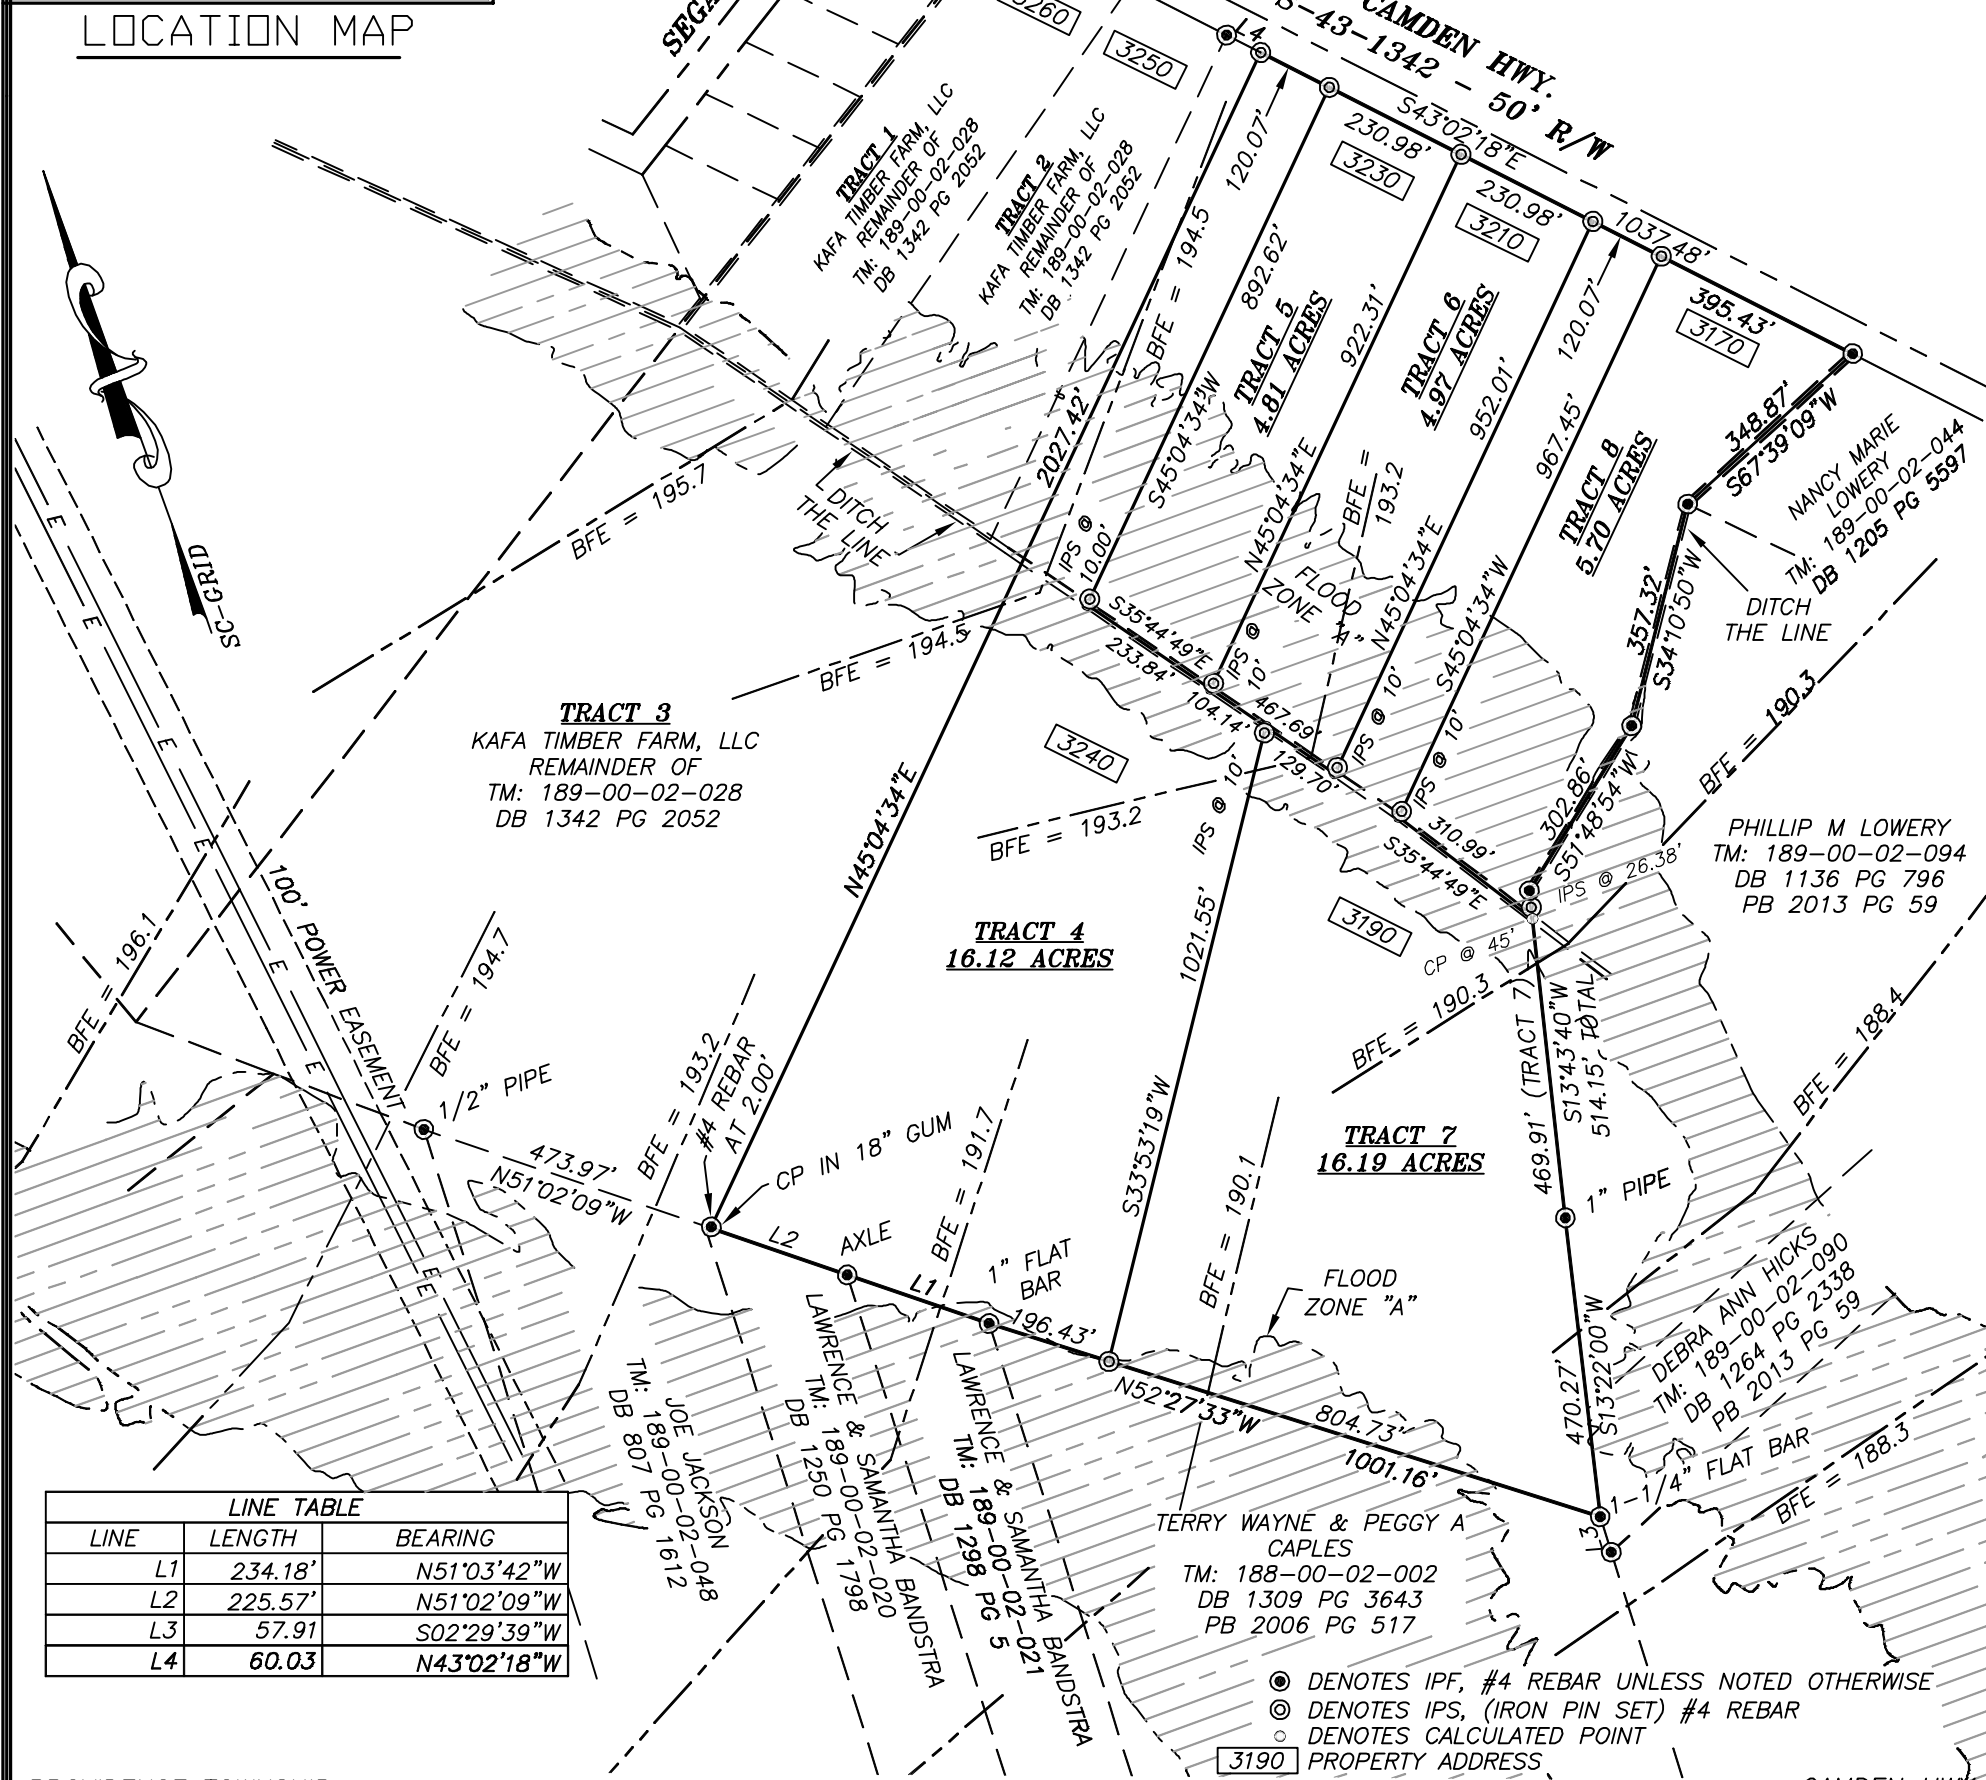 LOCATION MAP
3260
3250
L4
CAMDEN HWY.
S-43-1342 - 50' R/W
S43°02'18"E
1037.48'
120.07'
230.98'
3230
230.98'
3210
120.07'
395.43'
3170
TRACT 1
KAFA TIMBER FARM, LLC
REMAINDER OF
TM: 189-00-02-028
DB 1342 PG 2052
TRACT 2
KAFA TIMBER FARM, LLC
REMAINDER OF
TM: 189-00-02-028
DB 1342 PG 2052
BFE = 194.5
892.62'
S45°04'34"W
TRACT 5
4.81 ACRES
922.31'
N45°04'34"E
TRACT 6
4.97 ACRES
952.01'
N45°04'34"E
967.45'
S45°04'34"W
TRACT 8
5.70 ACRES
348.87'
S67°39'09"W
NANCY MARIE
LOWERY
TM: 189-00-02-044
DB 1205 PG 5597
357.32'
S34°10'50"W
DITCH
THE LINE
BFE = 190.3
302.86'
S51°48'54"W
SC-GRID
BFE = 195.7
DITCH
THE LINE
2027.42'
N45°04'34"E
IPS @
10.00'
BFE =
193.2
FLOOD
ZONE "A"
BFE = 194.5
S35°44'49"E
233.84'
IPS @
10'
104.14'
467.69'
129.70'
IPS @ 10'
IPS @ 10'
IPS @ 10'
310.99'
S35°44'49"E
IPS @ 26.38'
CP @ 45'
TRACT 3
KAFA TIMBER FARM, LLC
REMAINDER OF
TM: 189-00-02-028
DB 1342 PG 2052
3240
BFE = 193.2
3190
PHILLIP M LOWERY
TM: 189-00-02-094
DB 1136 PG 796
PB 2013 PG 59
E
E
E
E
E
E
E
E
100' POWER EASEMENT
BFE = 196.1
BFE = 194.7
TRACT 4
16.12 ACRES
1021.55'
S33°53'19"W
BFE = 190.3
469.91' (TRACT 7)
S13°43'40"W
514.15' TOTAL
BFE = 188.4
1/2" PIPE
473.97'
N51°02'09"W
BFE = 193.2
#4 REBAR
AT 2.00'
CP IN 18" GUM
BFE = 191.7
TRACT 7
16.19 ACRES
BFE = 190.1
1" PIPE
L2
AXLE
L1
1" FLAT
BAR
196.43'
FLOOD
ZONE "A"
N52°27'33"W
804.73'
1001.16'
470.27'
S13°22'00"W
DEBRA ANN HICKS
TM: 189-00-02-090
DB 1264 PG 2338
PB 2013 PG 59
1-1/4" FLAT BAR
BFE = 188.3
L3
JOE JACKSON
TM: 189-00-02-048
DB 807 PG 1612
LAWRENCE & SAMANTHA BANDSTRA
TM: 189-00-02-020
DB 1250 PG 1798
LAWRENCE & SAMANTHA BANDSTRA
TM: 189-00-02-021
DB 1298 PG 5
TERRY WAYNE & PEGGY A
CAPLES
TM: 188-00-02-002
DB 1309 PG 3643
PB 2006 PG 517
LINE TABLE
LINE LENGTH BEARING
L1 234.18' N51°03'42"W
L2 225.57' N51°02'09"W
L3 57.91 S02°29'39"W
L4 60.03 N43°02'18"W
DENOTES IPF, #4 REBAR UNLESS NOTED OTHERWISE
DENOTES IPS, (IRON PIN SET) #4 REBAR
DENOTES CALCULATED POINT
3190 PROPERTY ADDRESS